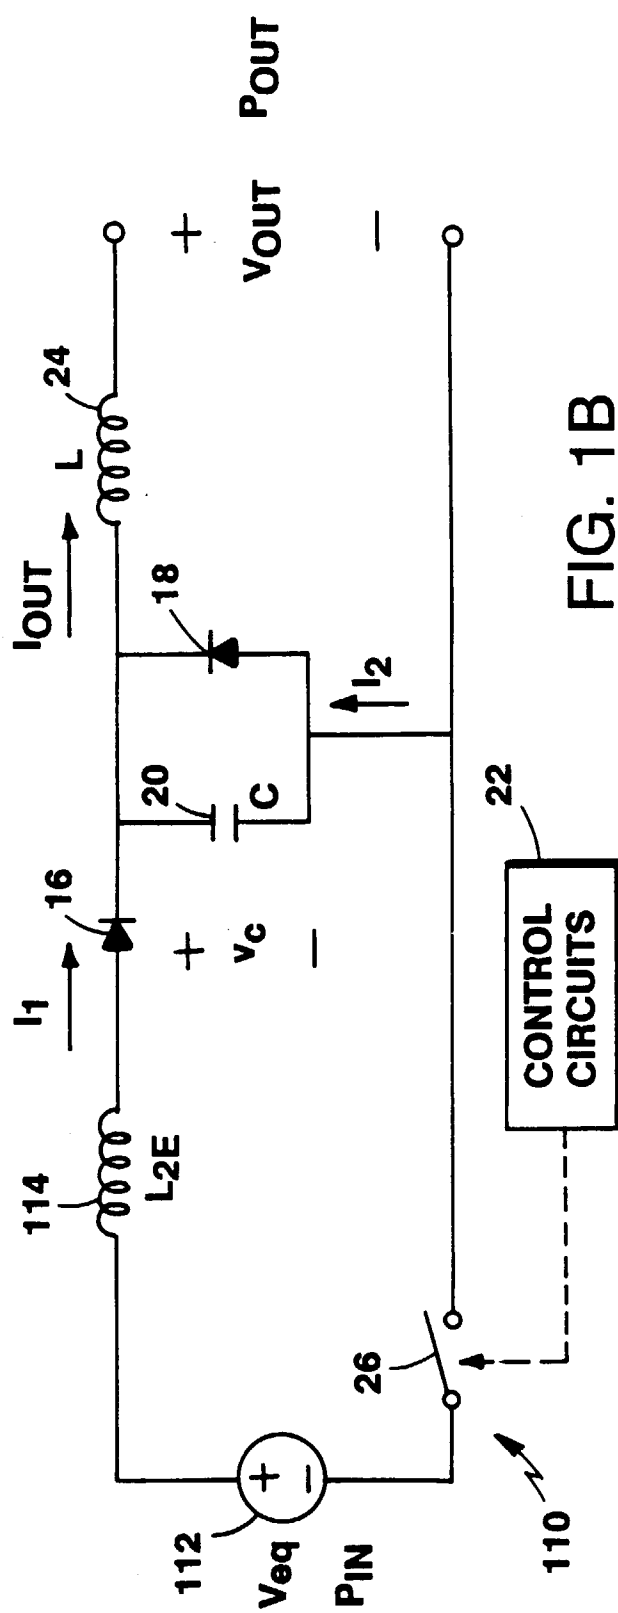 I1
IOUT
114
L2E
16
20
C
18
L
24
+
vc
−
I2
+
VOUT
−
POUT
112
+
−
Veq
PIN
26
110
22
CONTROL
CIRCUITS
FIG. 1B